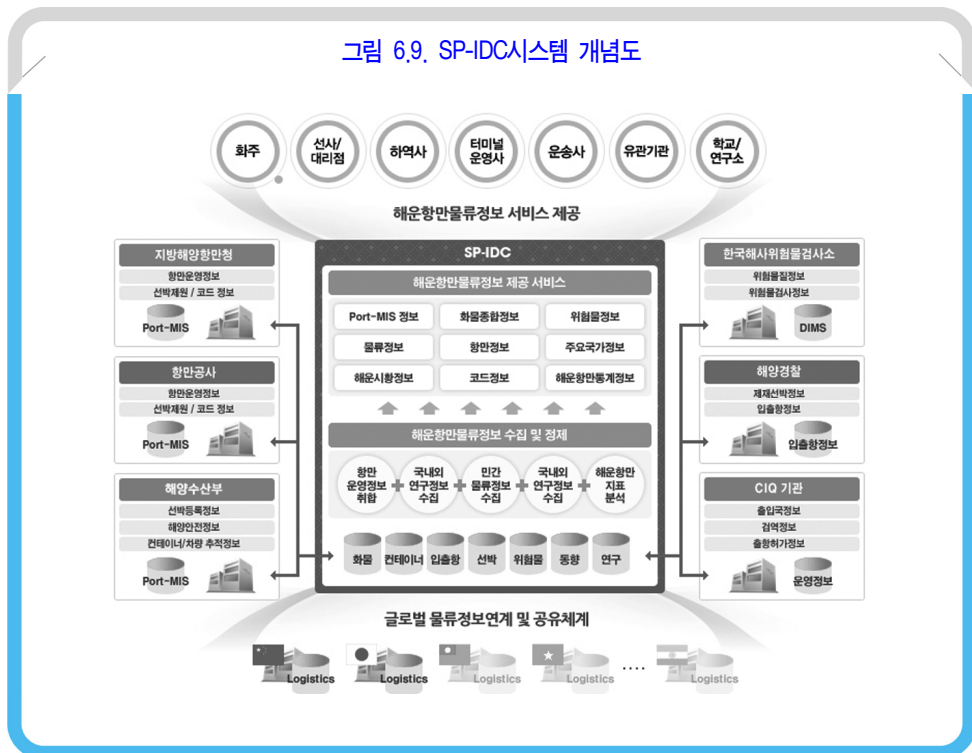 그림 6.9. SP-IDC시스템 개념도
화주
선사/
대리점
하역사
터미널
운영사
운송사
유관기관
학교/
연구소
해운항만물류정보 서비스 제공
지방해양항만청
항만운영정보
선박제원 / 코드 정보
Port-MIS
항만공사
항만운영정보
선박제원 / 코드 정보
Port-MIS
해양수산부
선박등록정보
해양안전정보
컨테이너/차량 추적정보
Port-MIS
SP-IDC
해운항만물류정보 제공 서비스
Port-MIS 정보
화물종합정보
위험물정보
물류정보
항만정보
주요국가정보
해운시황정보
코드정보
해운항만통계정보
해운항만물류정보 수집 및 정제
항만
운영정보
취합
+
국내외
연구정보
수집
+
민간
물류정보
수집
+
국내외
연구정보
수집
+
해운항만
지표
분석
화물
컨테이너
입출항
선박
위험물
동향
연구
한국해사위험물검사소
위험물질정보
위험물검사정보
DIMS
해양경찰
제재선박정보
입출항정보
입출항정보
CIQ 기관
출입국정보
검역정보
출항허가정보
운영정보
글로벌 물류정보연계 및 공유체계
Logistics
Logistics
Logistics
Logistics
....
Logistics